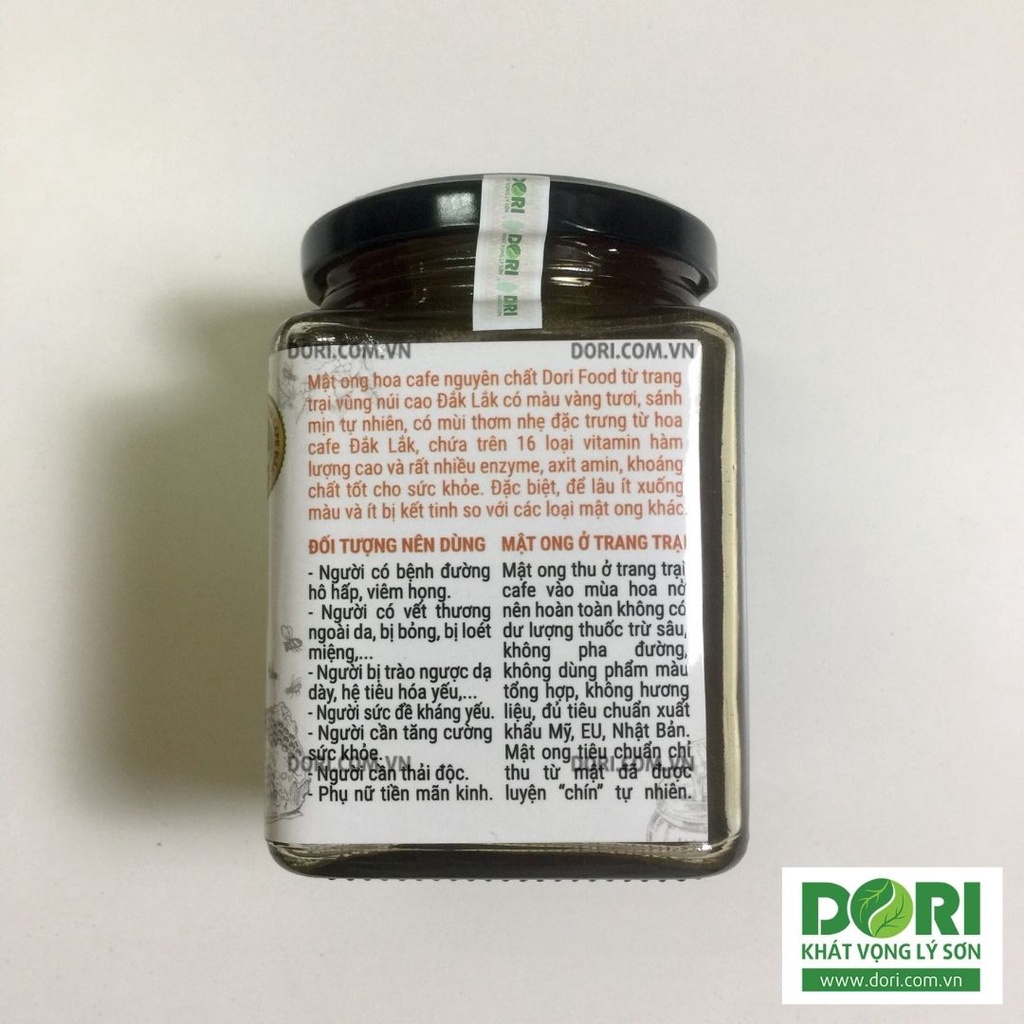 DORI
DORI
DORI
DORI.COM.VN DORI.COM.VN
Mật ong hoa cafe nguyên chất Dori Food từ trang
trại vùng núi cao Đắk Lắk có màu vàng tươi, sánh
mịn tự nhiên, có mùi thơm nhẹ đặc trưng từ hoa
cafe Đắk Lắk, chứa trên 16 loại vitamin hàm
lượng cao và rất nhiều enzyme, axit amin, khoáng
chất tốt cho sức khỏe. Đặc biệt, để lâu ít xuống
màu và ít bị kết tinh so với các loại mật ong khác.
ĐỐI TƯỢNG NÊN DÙNG
- Người có bệnh đường
hô hấp, viêm họng.
- Người có vết thương
ngoài da, bị bỏng, bị loét
miệng,...
- Người bị trào ngược dạ
dày, hệ tiêu hóa yếu,...
- Người sức đề kháng yếu.
- Người cần tăng cường
sức khỏe.
- Người cần thải độc.
- Phụ nữ tiền mãn kinh.
MẬT ONG Ở TRANG TRẠI
Mật ong thu ở trang trại
cafe vào mùa hoa nở
nên hoàn toàn không có
dư lượng thuốc trừ sâu,
không pha đường,
không dùng phẩm màu
tổng hợp, không hương
liệu, đủ tiêu chuẩn xuất
khẩu Mỹ, EU, Nhật Bản.
Mật ong tiêu chuẩn chỉ
thu từ mật đã được
luyện “chín” tự nhiên.
DORI.COM.VN DORI.COM.VN
DORI
KHÁT VỌNG LÝ SƠN
www.dori.com.vn